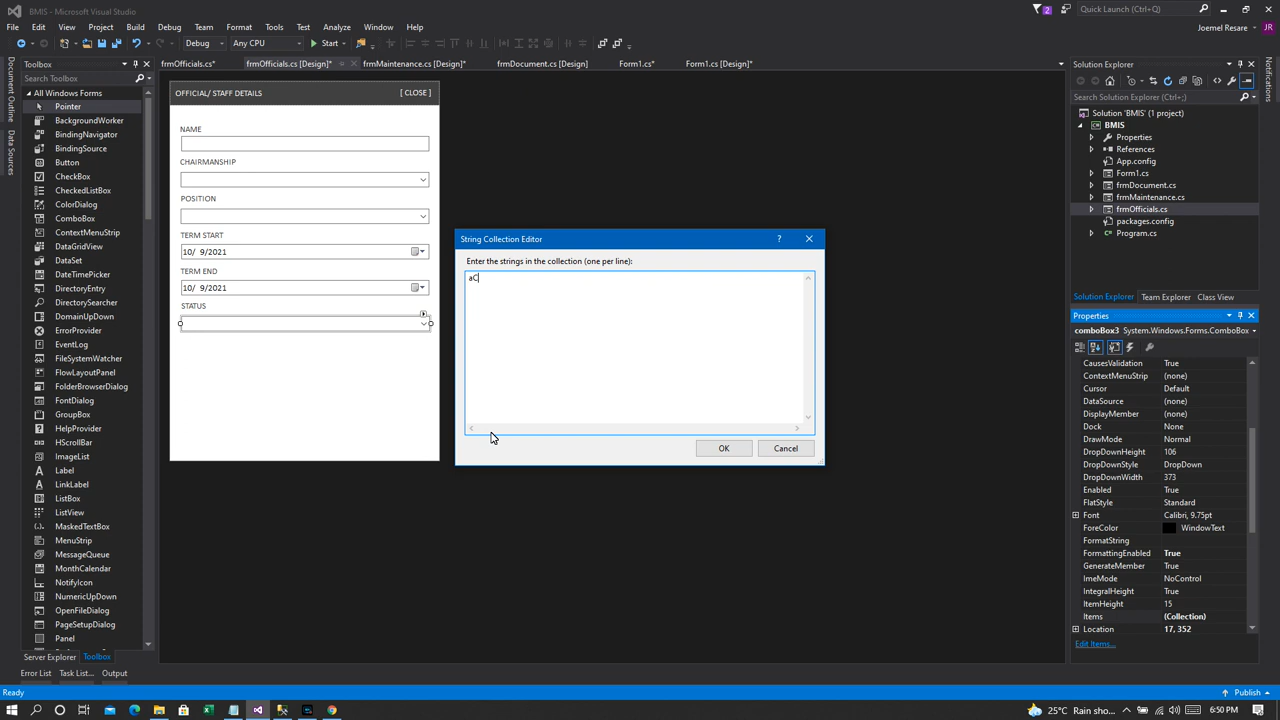 BMIS - Microsoft Visual Studio
2
Quick Launch (Ctrl+Q)
File Edit View Project Build Debug Team Format Tools Test Analyze Window Help
Joemel Resare JR
Debug Any CPU Start
Toolbox
frmOfficials.cs* frmOfficials.cs [Design]* frmMaintenance.cs [Design]* frmDocument.cs [Design] Form1.cs* Form1.cs [Design]*
Solution Explorer
Document Outline
Data Sources
Notifications
Search Toolbox
All Windows Forms
Pointer
BackgroundWorker
BindingNavigator
BindingSource
Button
CheckBox
CheckedListBox
ColorDialog
ComboBox
ContextMenuStrip
DataGridView
DataSet
DateTimePicker
DirectoryEntry
DirectorySearcher
DomainUpDown
ErrorProvider
EventLog
FileSystemWatcher
FlowLayoutPanel
FolderBrowserDialog
FontDialog
GroupBox
HelpProvider
HScrollBar
ImageList
Label
LinkLabel
ListBox
ListView
MaskedTextBox
MenuStrip
MessageQueue
MonthCalendar
NotifyIcon
NumericUpDown
OpenFileDialog
PageSetupDialog
Panel
Server Explorer Toolbox
Error List Task List... Output
OFFICIAL/ STAFF DETAILS [ CLOSE ]
NAME
CHAIRMANSHIP
POSITION
TERM START
10/ 9/2021
TERM END
10/ 9/2021
STATUS
String Collection Editor
?
Enter the strings in the collection (one per line):
aC
OK Cancel
Search Solution Explorer (Ctrl+;)
Solution 'BMIS' (1 project)
BMIS
Properties
References
App.config
Form1.cs
frmDocument.cs
frmMaintenance.cs
frmOfficials.cs
packages.config
Program.cs
Solution Explorer Team Explorer Class View
Properties
comboBox3 System.Windows.Forms.ComboBox
CausesValidation True
ContextMenuStrip (none)
Cursor Default
DataSource (none)
DisplayMember (none)
Dock None
DrawMode Normal
DropDownHeight 106
DropDownStyle DropDown
DropDownWidth 373
Enabled True
FlatStyle Standard
Font Calibri, 9.75pt
ForeColor WindowText
FormatString
FormattingEnabled True
GenerateMember True
ImeMode NoControl
IntegralHeight True
ItemHeight 15
Items (Collection)
Location 17, 352
Edit Items...
Ready
Publish
25°C Rain sho...
6:50 PM